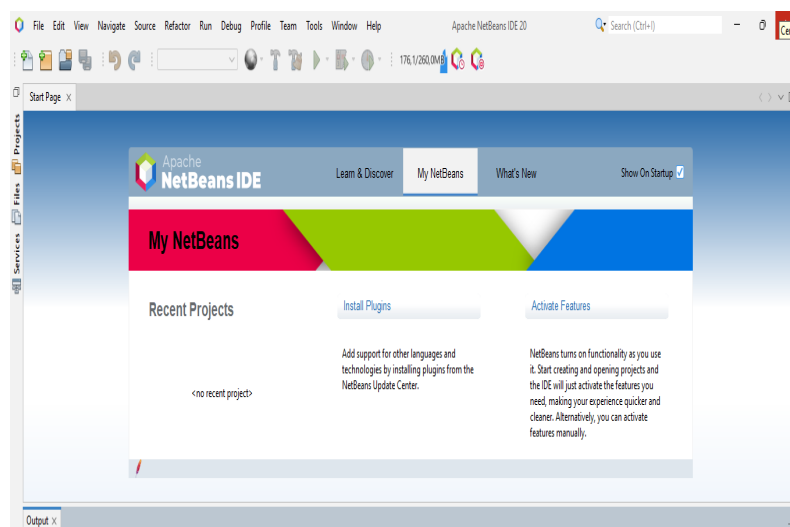 File Edit View Navigate Source Refactor Run Debug Profile Team Tools Window Help Apache NetBeans IDE 20 Search (Ctrl+I)
176,1/260,0MB
Start Page
Projects
Files
Services
Apache
NetBeans IDE
Learn & Discover My NetBeans What's New Show On Startup
My NetBeans
Recent Projects
<no recent project>
Install Plugins
Add support for other languages and
technologies by installing plugins from the
NetBeans Update Center.
Activate Features
NetBeans turns on functionality as you use
it. Start creating and opening projects and
the IDE will just activate the features you
need, making your experience quicker and
cleaner. Alternatively, you can activate
features manually.
Output